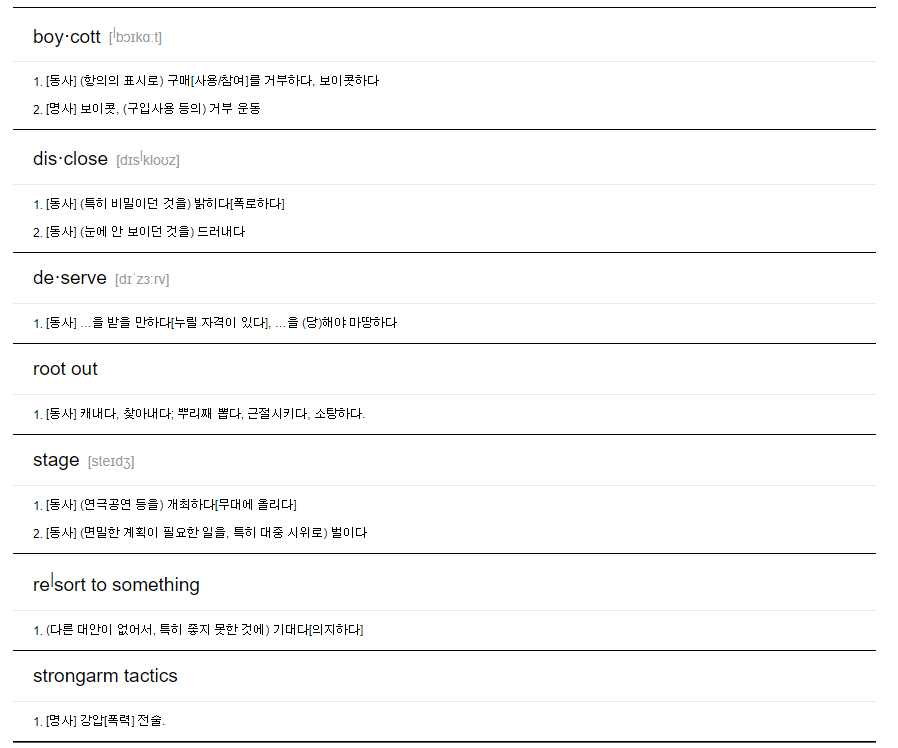 boy·cott [ˈbɔɪkɑːt]
1. [동사] (항의의 표시로) 구매[사용/참여]를 거부하다, 보이콧하다
2. [명사] 보이콧, (구입사용 등의) 거부 운동
dis·close [dɪsˈkloʊz]
1. [동사] (특히 비밀이던 것을) 밝히다[폭로하다]
2. [동사] (눈에 안 보이던 것을) 드러내다
de·serve [dɪˈzɜːrv]
1. [동사] …을 받을 만하다[누릴 자격이 있다], …을 (당)해야 마땅하다
root out
1. [동사] 캐내다, 찾아내다; 뿌리째 뽑다, 근절시키다, 소탕하다.
stage [steɪdʒ]
1. [동사] (연극공연 등을) 개최하다[무대에 올리다]
2. [동사] (면밀한 계획이 필요한 일을, 특히 대중 시위로) 벌이다
reˈsort to something
1. (다른 대안이 없어서, 특히 좋지 못한 것에) 기대다[의지하다]
strongarm tactics
1. [명사] 강압[폭력] 전술.